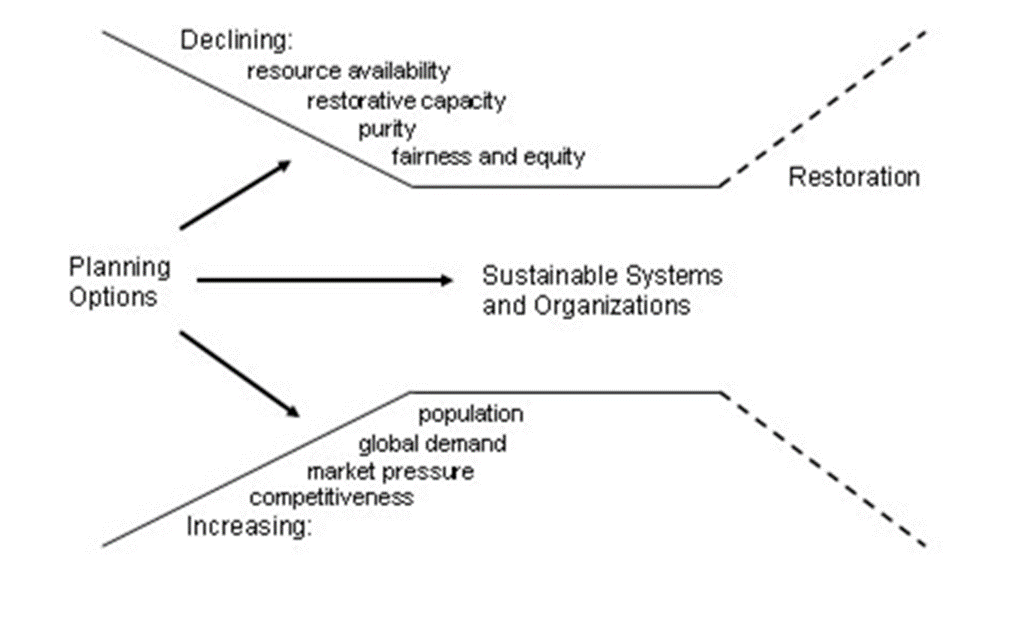 Declining:
resource availability
restorative capacity
purity
fairness and equity
Restoration
Planning
Options
Sustainable Systems
and Organizations
population
global demand
market pressure
competitiveness
Increasing: